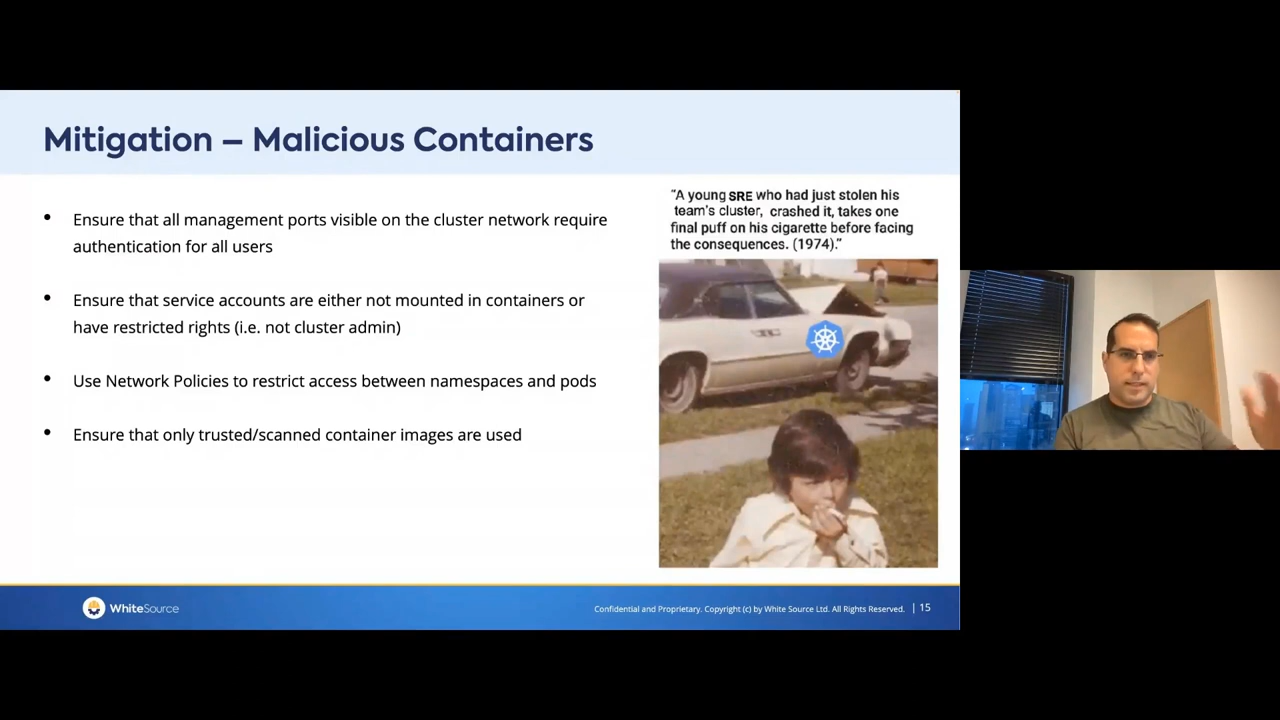 Mitigation – Malicious Containers
• Ensure that all management ports visible on the cluster network require
authentication for all users
• Ensure that service accounts are either not mounted in containers or
have restricted rights (i.e. not cluster admin)
• Use Network Policies to restrict access between namespaces and pods
• Ensure that only trusted/scanned container images are used
"A young SRE who had just stolen his
team's cluster, crashed it, takes one
final puff on his cigarette before facing
the consequences. (1974)."
WhiteSource
Confidential and Proprietary. Copyright (c) by White Source Ltd. All Rights Reserved. | 15